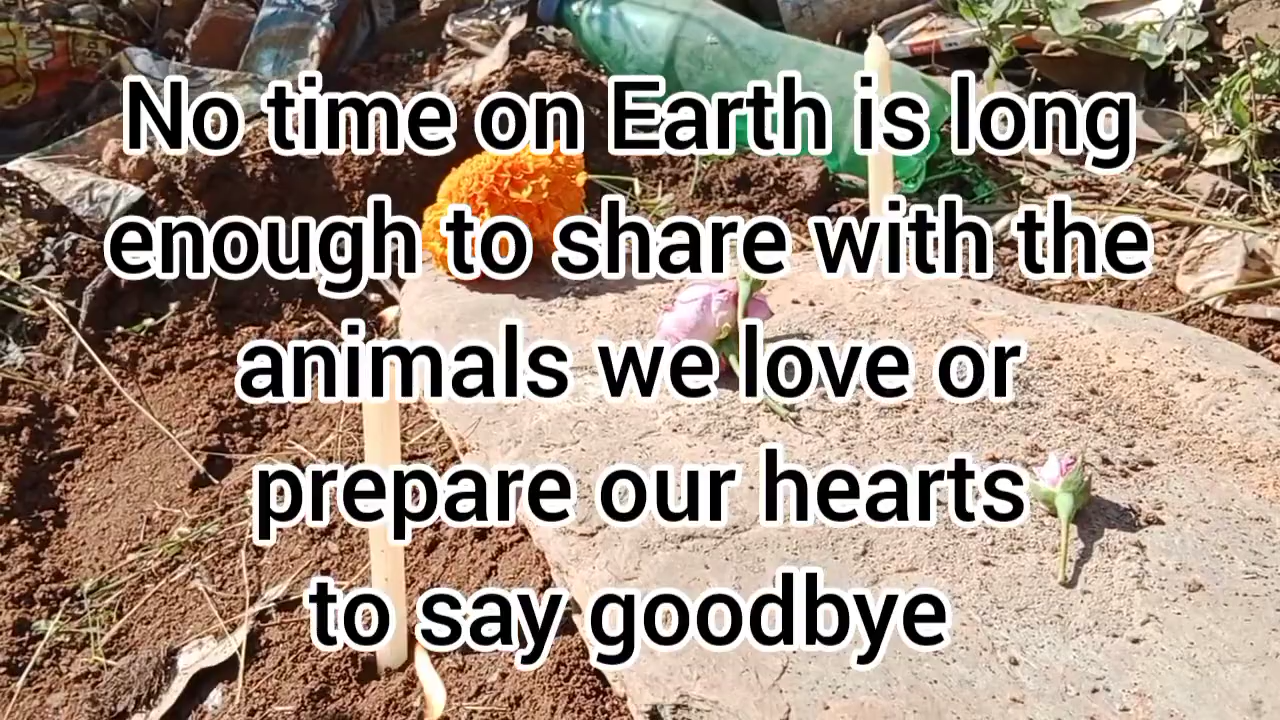 No time on Earth is long
enough to share with the
animals we love or
prepare our hearts
to say goodbye